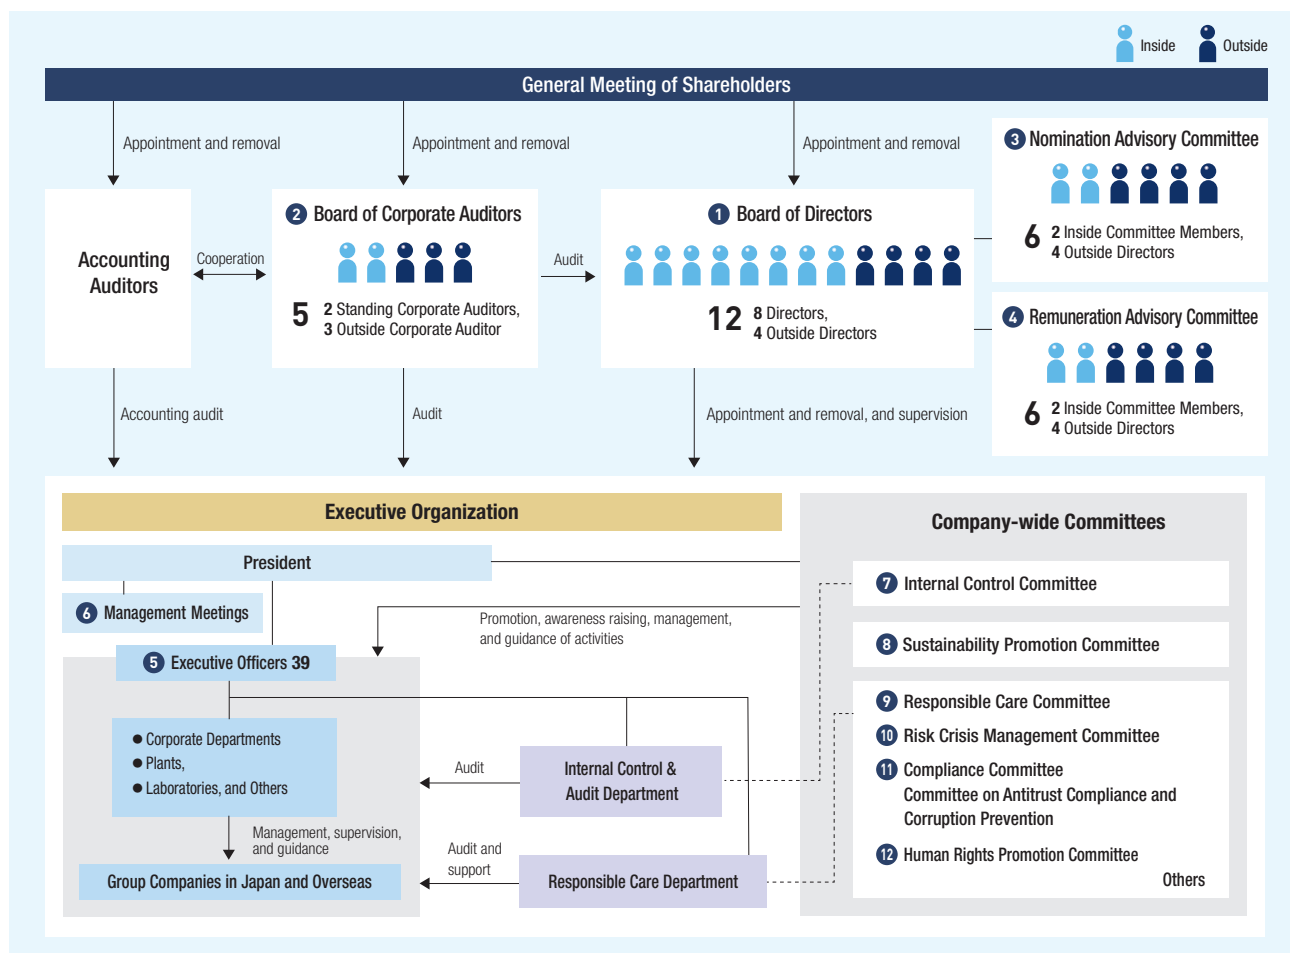 Inside
Outside
General Meeting of Shareholders
Appointment and removal
Appointment and removal
Appointment and removal
3 Nomination Advisory Committee
6
2 Inside Committee Members,
4 Outside Directors
Accounting
Auditors
Cooperation
2 Board of Corporate Auditors
5
2 Standing Corporate Auditors,
3 Outside Corporate Auditor
Audit
1 Board of Directors
12
8 Directors,
4 Outside Directors
4 Remuneration Advisory Committee
6
2 Inside Committee Members,
4 Outside Directors
Accounting audit
Audit
Appointment and removal, and supervision
Executive Organization
President
6 Management Meetings
Promotion, awareness raising, management,
and guidance of activities
5 Executive Officers 39
● Corporate Departments
● Plants,
● Laboratories, and Others
Management, supervision,
and guidance
Group Companies in Japan and Overseas
Audit
Internal Control &
Audit Department
Audit and
support
Responsible Care Department
Company-wide Committees
7 Internal Control Committee
8 Sustainability Promotion Committee
9 Responsible Care Committee
10 Risk Crisis Management Committee
11 Compliance Committee
Committee on Antitrust Compliance and
Corruption Prevention
12 Human Rights Promotion Committee
Others